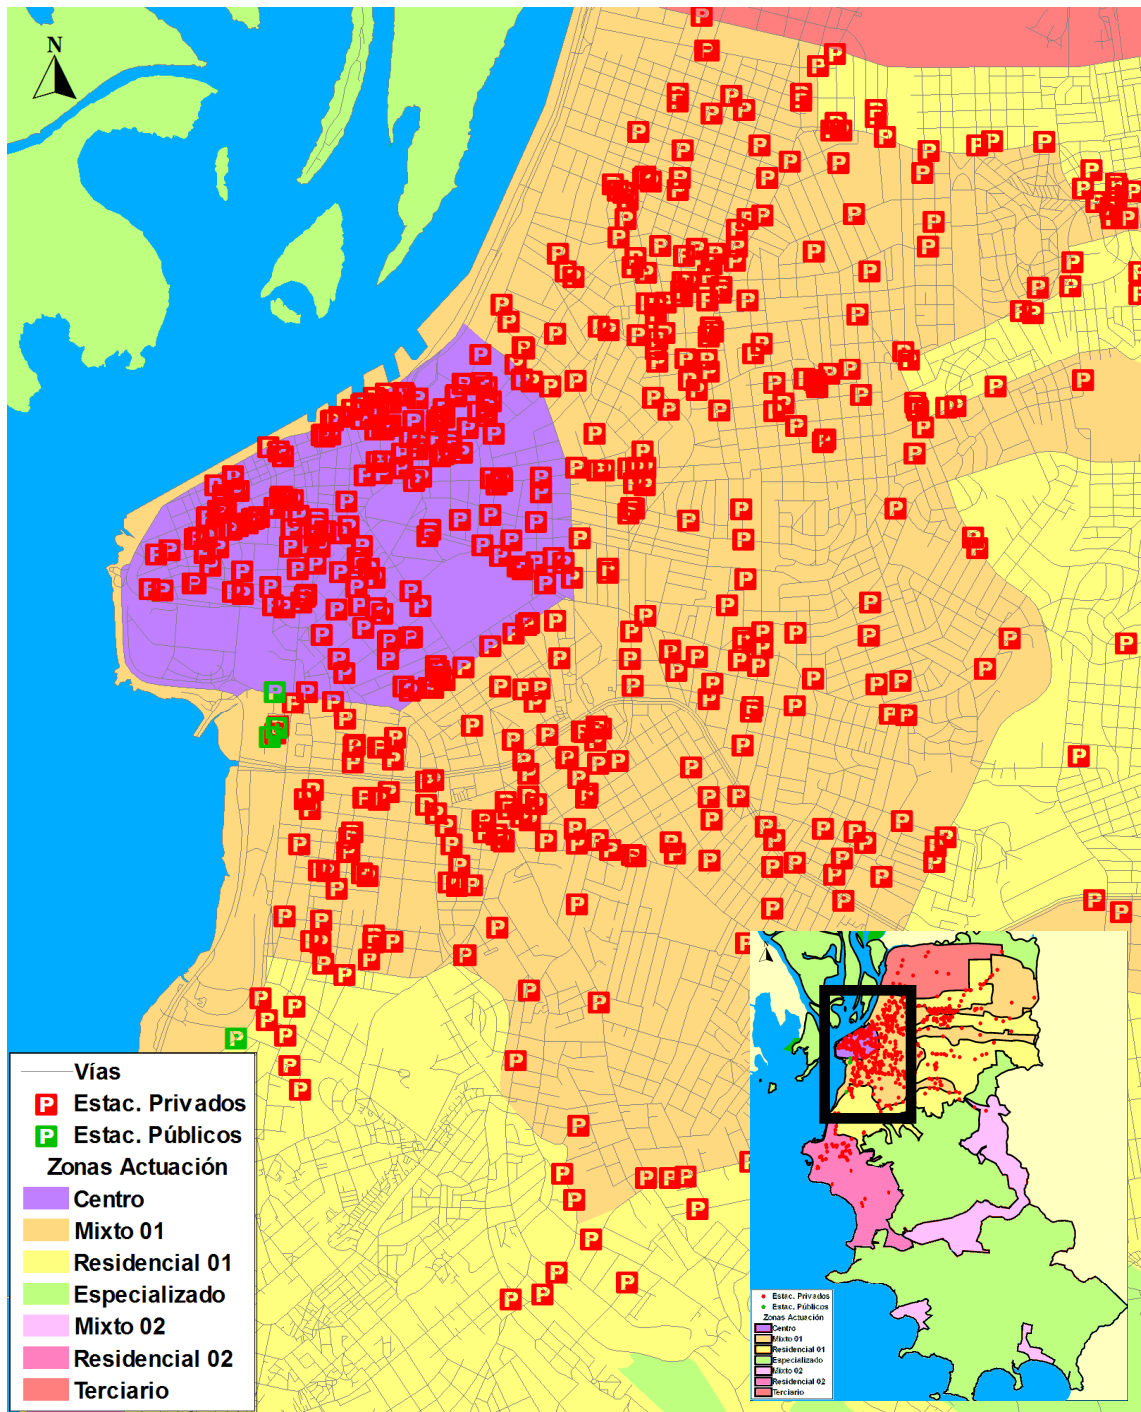 N
Vías
P Estac. Privados
P Estac. Públicos
Zonas Actuación
Centro
Mixto 01
Residencial 01
Especializado
Mixto 02
Residencial 02
Terciario
Estac. Privados
Estac. Públicos
Zonas Actuación
Centro
Mixto 01
Residencial 01
Especializado
Mixto 02
Residencial 02
Terciario